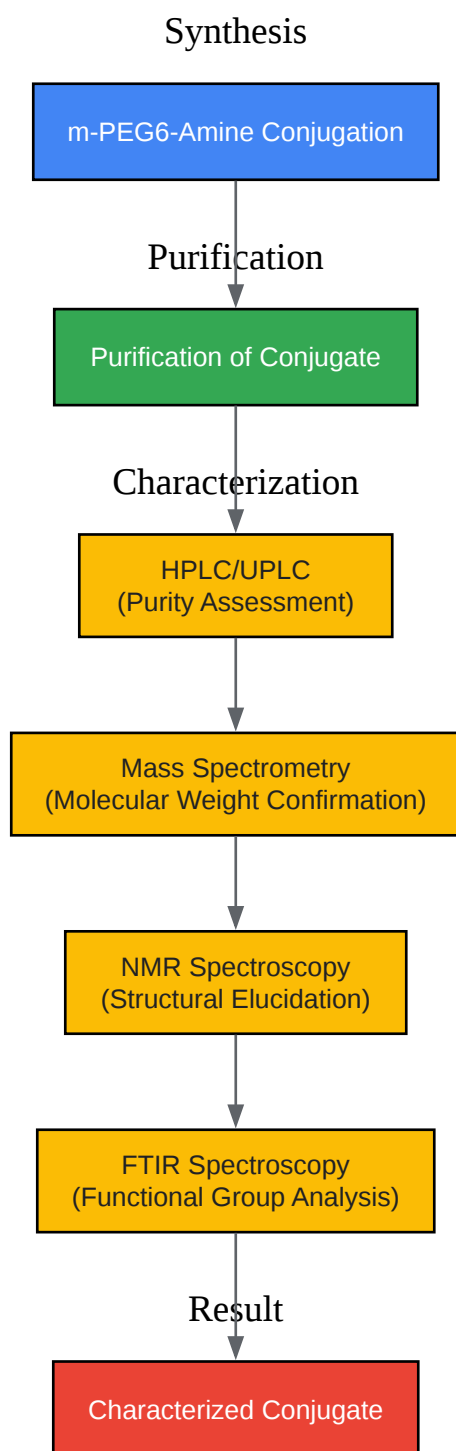 Synthesis
m-PEG6-Amine Conjugation
Purification
Purification of Conjugate
Characterization
HPLC/UPLC
(Purity Assessment)
Mass Spectrometry
(Molecular Weight Confirmation)
NMR Spectroscopy
(Structural Elucidation)
FTIR Spectroscopy
(Functional Group Analysis)
Result
Characterized Conjugate